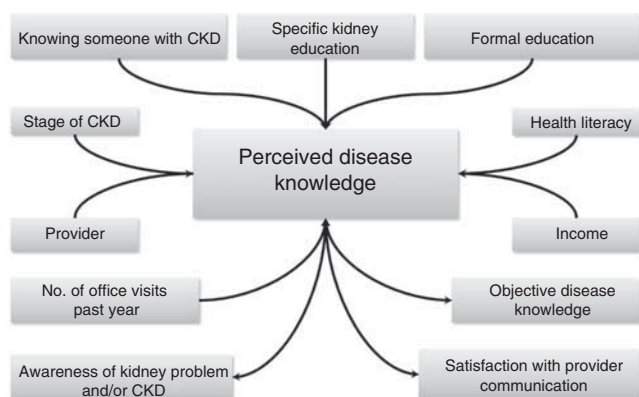 Knowing someone with CKD
Specific kidney
education
Formal education
Stage of CKD
Health literacy
Perceived disease
knowledge
Provider
Income
No. of office visits
past year
Objective disease
knowledge
Awareness of kidney problem
and/or CKD
Satisfaction with provider
communication